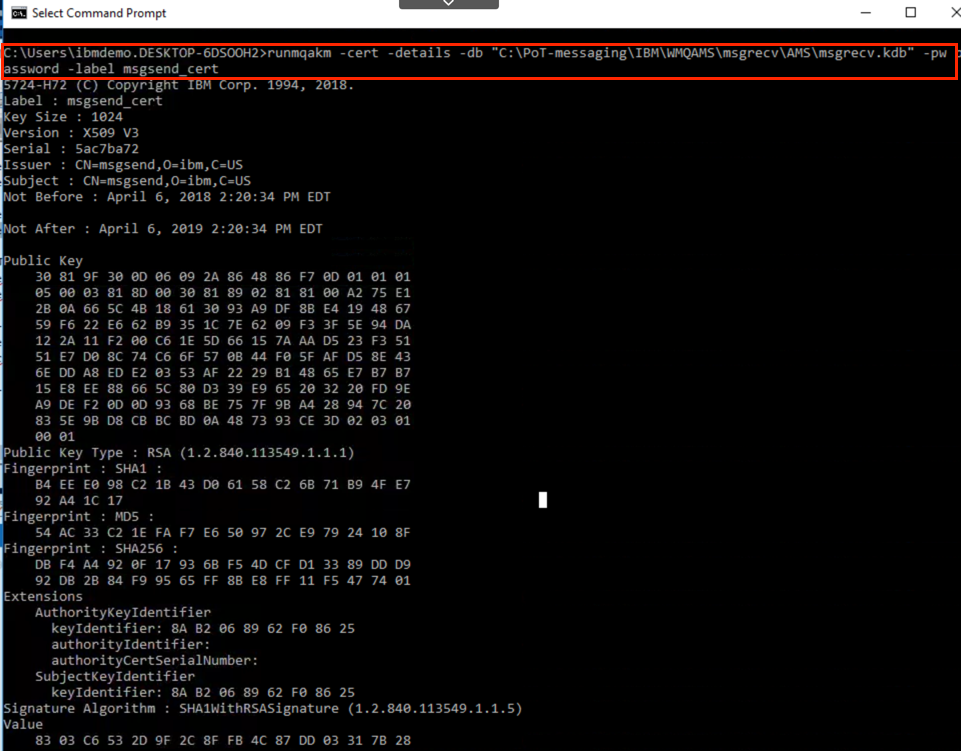 Select Command Prompt
C:\Users\ibmdemo.DESKTOP-6DSOOH2>runmqakm -cert -details -db "C:\PoT-messaging\IBM\WMQAMS\msgrecv\AMS\msgrecv.kdb" -pw p
assword -label msgsend_cert
5724-H72 (C) Copyright IBM Corp. 1994, 2018.
Label : msgsend_cert
Key Size : 1024
Version : X509 V3
Serial : 5ac7ba72
Issuer : CN=msgsend,O=ibm,C=US
Subject : CN=msgsend,O=ibm,C=US
Not Before : April 6, 2018 2:20:34 PM EDT
Not After : April 6, 2019 2:20:34 PM EDT
Public Key
30 81 9F 30 0D 06 09 2A 86 48 86 F7 0D 01 01 01
05 00 03 81 8D 00 30 81 89 02 81 81 00 A2 75 E1
2B 0A 66 5C 4B 18 61 30 93 A9 DF 8B E4 19 48 67
59 F6 22 E6 62 B9 35 1C 7E 62 09 F3 3F 5E 94 DA
12 2A 11 F2 00 C6 1E 5D 66 15 7A AA D5 23 F3 51
51 E7 D0 8C 74 C6 6F 57 0B 44 F0 5F AF D5 8E 43
6E DD A8 ED E2 03 53 AF 22 29 B1 48 65 E7 B7 B7
15 E8 EE 88 66 5C 80 D3 39 E9 65 20 32 20 FD 9E
A9 DE F2 0D 0D 93 68 BE 75 7F 9B A4 28 94 7C 20
83 5E 9B D8 CB BC BD 0A 48 73 93 CE 3D 02 03 01
00 01
Public Key Type : RSA (1.2.840.113549.1.1.1)
Fingerprint : SHA1 :
B4 EE E0 98 C2 1B 43 D0 61 58 C2 6B 71 B9 4F E7
92 A4 1C 17
Fingerprint : MD5 :
54 AC 33 C2 1E FA F7 E6 50 97 2C E9 79 24 10 8F
Fingerprint : SHA256 :
DB F4 A4 92 0F 17 93 6B F5 4D CF D1 33 89 DD D9
92 DB 2B 84 F9 95 65 FF 8B E8 FF 11 F5 47 74 01
Extensions
AuthorityKeyIdentifier
keyIdentifier: 8A B2 06 89 62 F0 86 25
authorityIdentifier:
authorityCertSerialNumber:
SubjectKeyIdentifier
keyIdentifier: 8A B2 06 89 62 F0 86 25
Signature Algorithm : SHA1WithRSASignature (1.2.840.113549.1.1.5)
Value
83 03 C6 53 2D 9F 2C 8F FB 4C 87 DD 03 31 7B 28